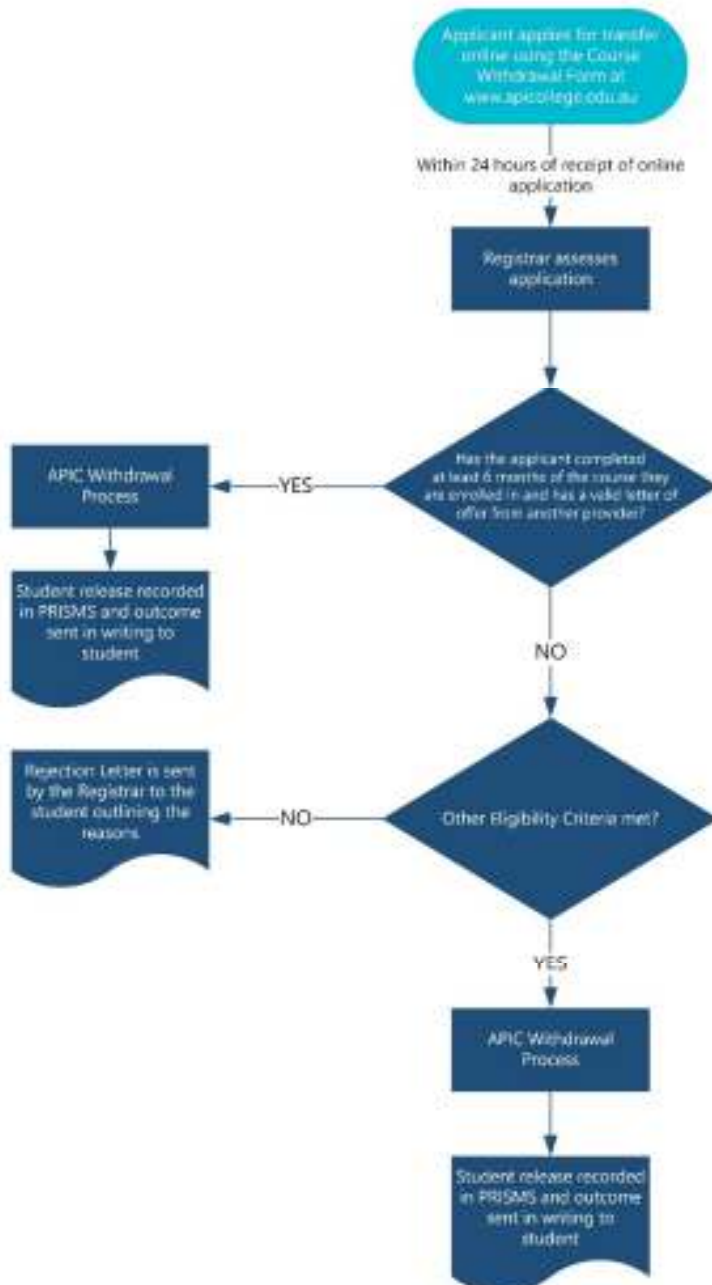 Applicant applies for transfer
online using the Course
Withdrawal Form at
www.apicollege.edu.au
Within 24 hours of receipt of online
application
Registrar assesses
application
Has the applicant completed
at least 6 months of the course they
are enrolled in and has a valid letter of
offer from another provider?
YES
APIC Withdrawal
Process
Student release recorded
in PRISMS and outcome
sent in writing to
student
NO
Other Eligibility Criteria met?
NO
Rejection Letter is sent
by the Registrar to the
student outlining the
reasons
YES
APIC Withdrawal
Process
Student release recorded
in PRISMS and outcome
sent in writing to
student